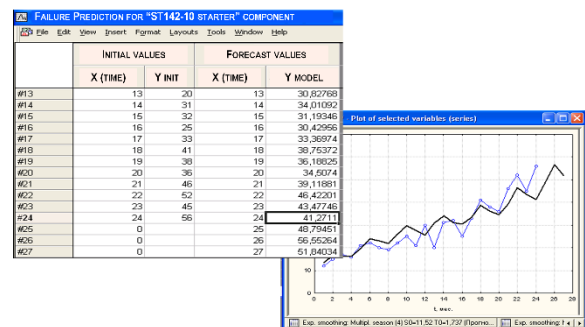 FAILURE PREDICTION FOR "ST142-10 STARTER" COMPONENT
File Edit View Insert Format Layouts Tools Window Help
INITIAL VALUES FORECAST VALUES
X (TIME) Y INIT X (TIME) Y MODEL
#13 13 20 13 30,82768
#14 14 31 14 34,01092
#15 15 32 15 31,19346
#16 16 25 16 30,42956
#17 17 33 17 33,36974
#18 18 41 18 38,75372
#19 19 38 19 36,18825
#20 20 36 20 34,5074
#21 21 46 21 39,11881
#22 22 52 22 46,42201
#23 23 45 23 43,47746
#24 24 56 24 41,2711
#25 0 25 48,79451
#26 0 26 56,55264
#27 0 27 51,84034
Plot of selected variables (series)
10
0
0 2 4 6 8 10 12 14 16 18 20 22 24 26 28
Exp. smoothing: Multipl. season (4) S0=11,52 T0=1,737 (Прогно...
Exp. smoothing: